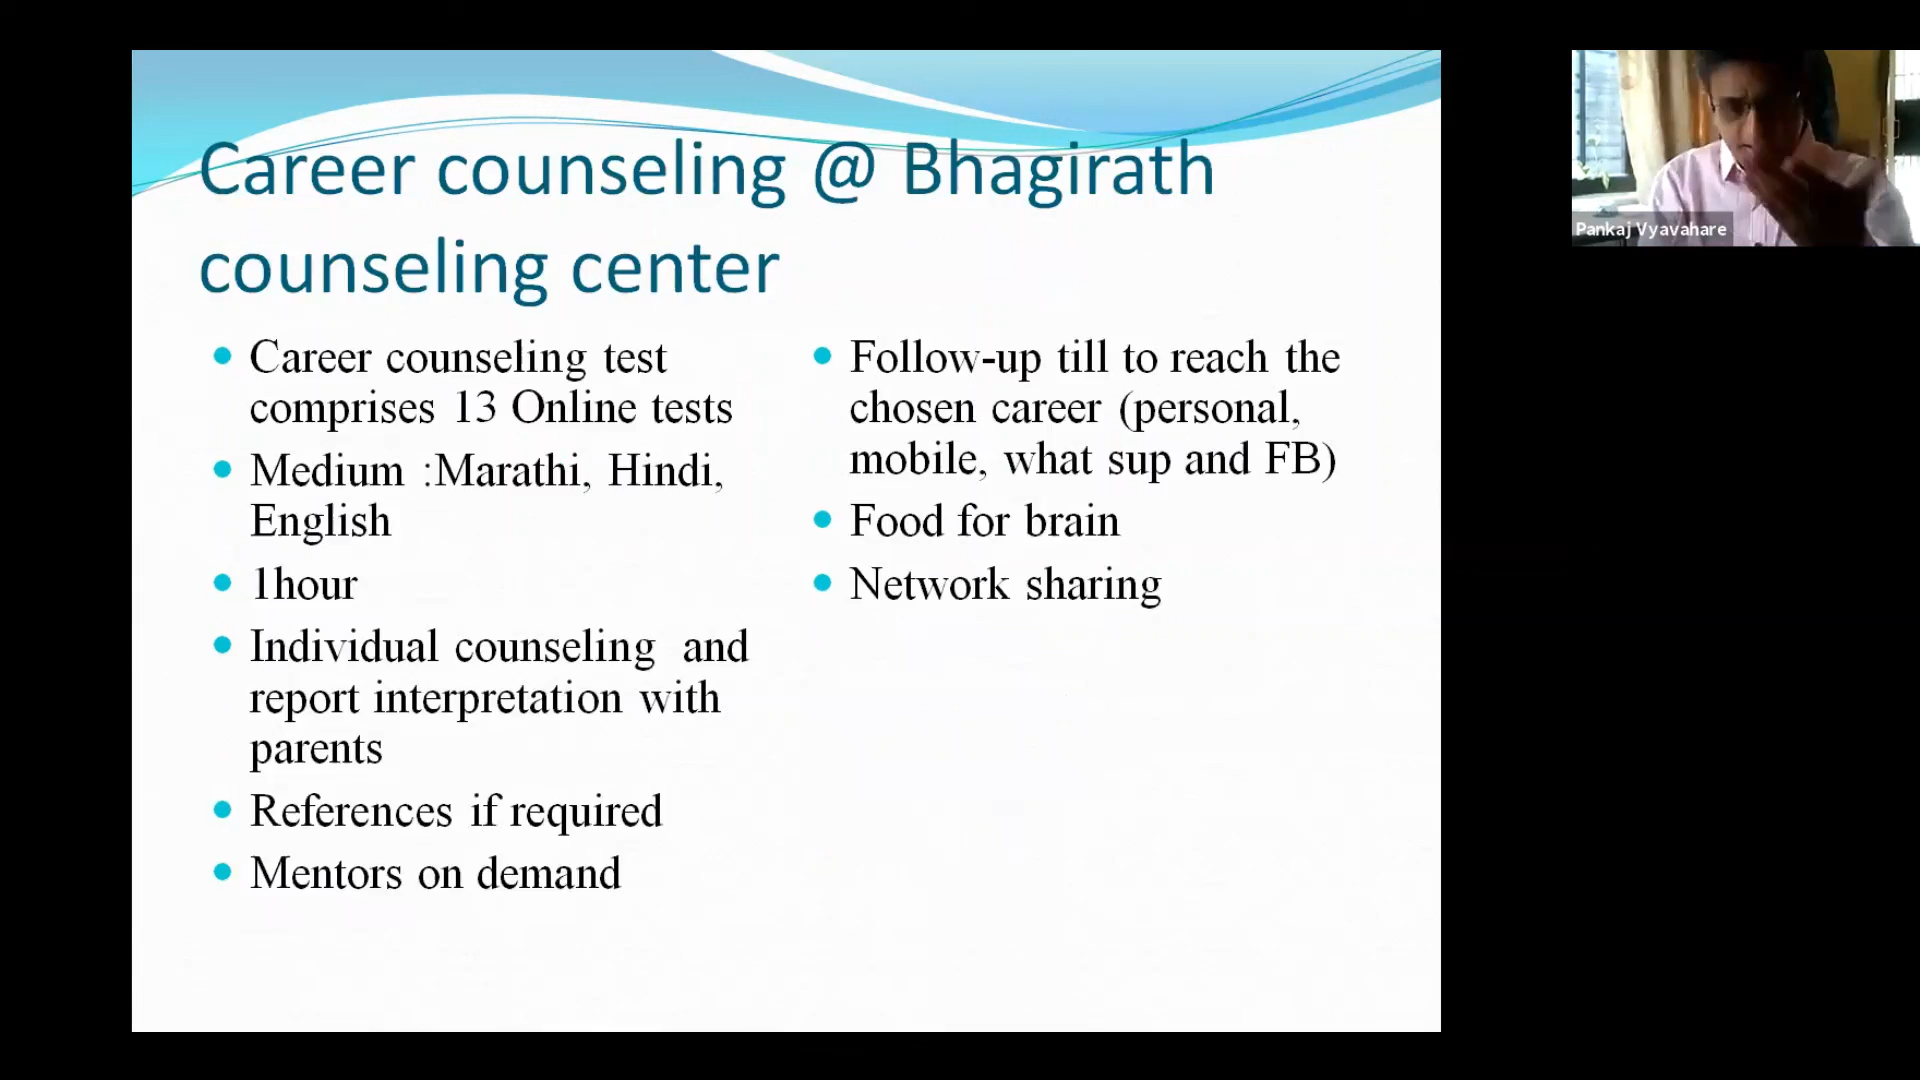 Career counseling @ Bhagirath
counseling center
Career counseling test
comprises 13 Online tests
Medium :Marathi, Hindi,
English
1hour
Individual counseling and
report interpretation with
parents
References if required
Mentors on demand
Follow-up till to reach the
chosen career (personal,
mobile, what sup and FB)
Food for brain
Network sharing
Pankaj Vyavahare